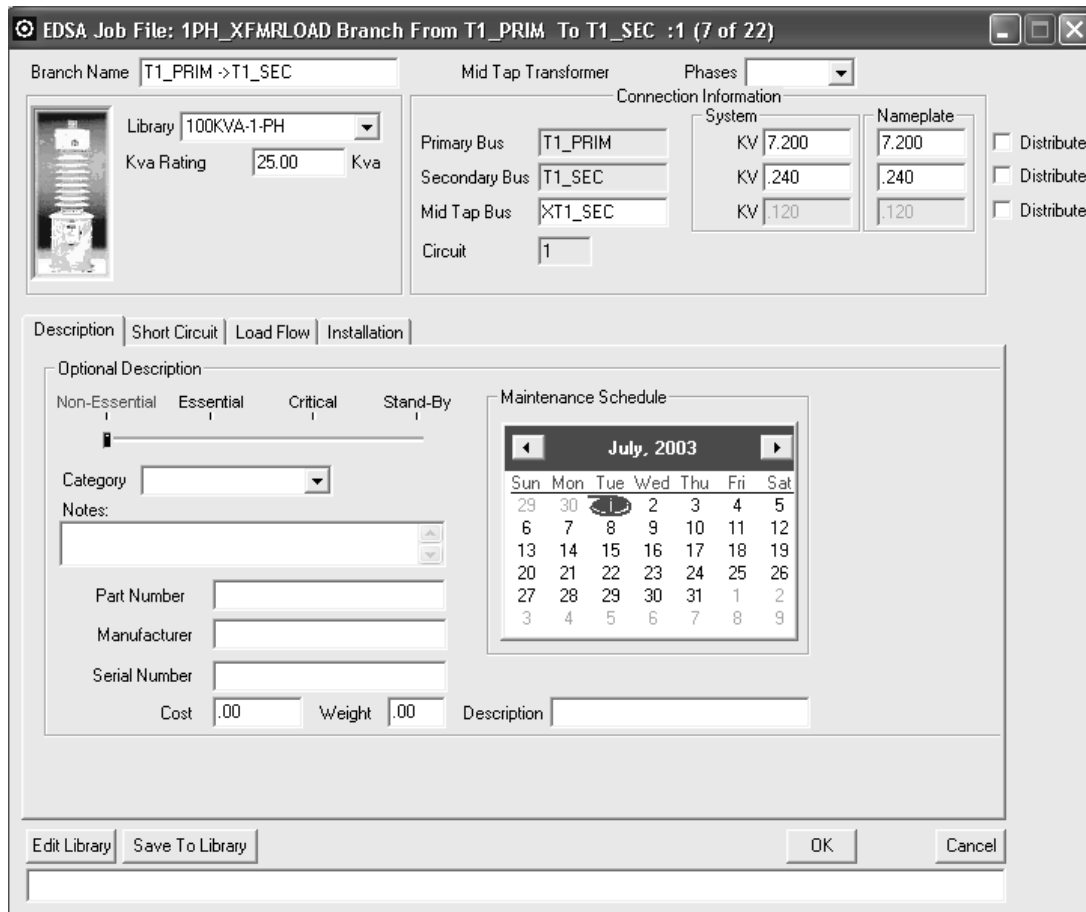 EDSA Job File: 1PH_XFMRLOAD Branch From T1_PRIM To T1_SEC :1 (7 of 22)
Branch Name T1_PRIM ->T1_SEC Mid Tap Transformer Phases
Connection Information
System Nameplate
Library 100KVA-1-PH
Kva Rating 25.00 Kva
Primary Bus T1_PRIM KV 7.200 7.200 Distribute
Secondary Bus T1_SEC KV .240 .240 Distribute
Mid Tap Bus XT1_SEC KV .120 .120 Distribute
Circuit 1
Description Short Circuit Load Flow Installation
Optional Description
Non-Essential Essential Critical Stand-By
Category
Notes:
Part Number
Manufacturer
Serial Number
Cost .00 Weight .00 Description
Maintenance Schedule
July, 2003
Sun Mon Tue Wed Thu Fri Sat
29 30 1 2 3 4 5
6 7 8 9 10 11 12
13 14 15 16 17 18 19
20 21 22 23 24 25 26
27 28 29 30 31 1 2
3 4 5 6 7 8 9
Edit Library Save To Library OK Cancel